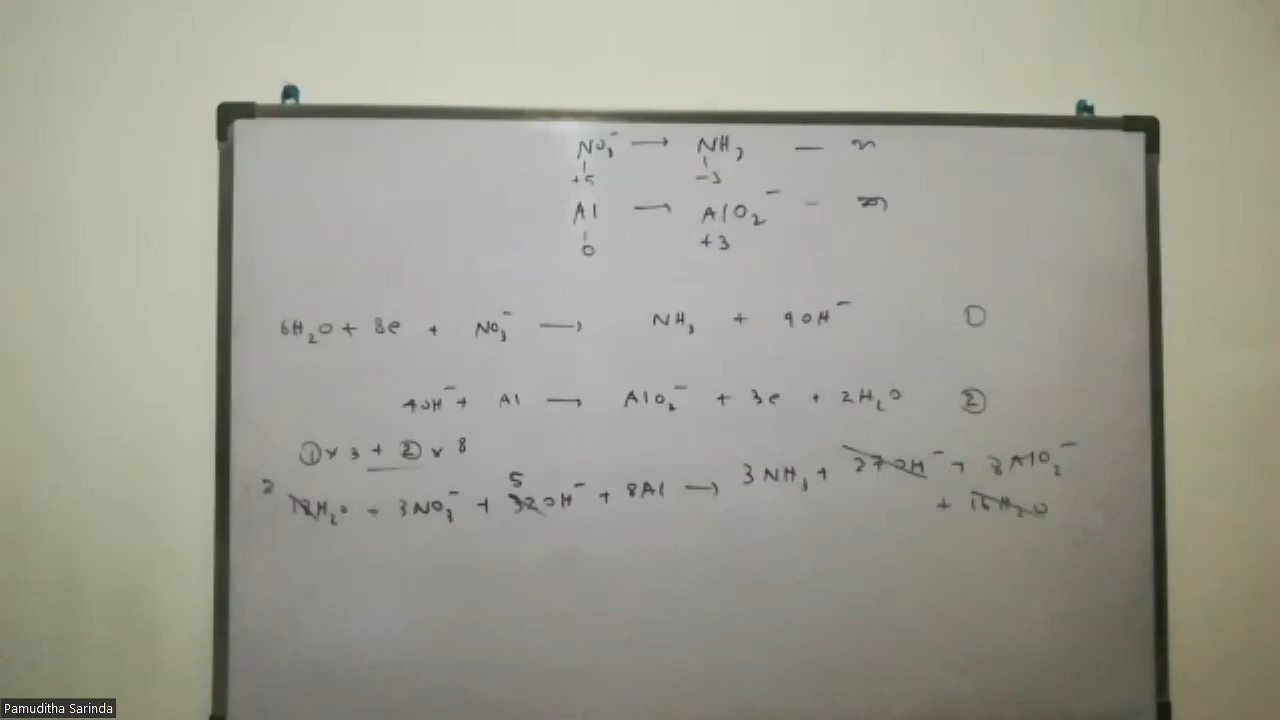 NO₃⁻ → NH₃ —
+5 -3
Al → AlO₂⁻ -
0 +3
6H₂O + 8e + NO₃⁻ → NH₃ + 9OH⁻ ①
4OH⁻ + Al → AlO₂⁻ + 3e + 2H₂O ②
① × 3 + ② × 8
2 18H₂O + 3NO₃⁻ + 5 32OH⁻ + 8Al → 3NH₃ + 27OH⁻ + 8AlO₂⁻
+ 16H₂O
Pamuditha Sarinda